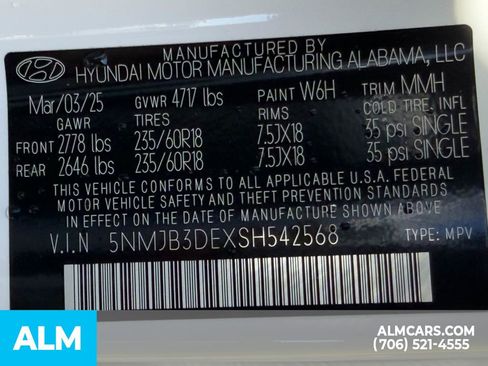 MANUFACTURED BY
HYUNDAI MOTOR MANUFACTURING ALABAMA, LLC
Mar/03/25 GVWR 4717 lbs PAINT W6H TRIM MMH
GAWR TIRES RIMS COLD TIRE. INFL
FRONT 2778 lbs 235/60R18 7.5JX18 35 psi SINGLE
REAR 2646 lbs 235/60R18 7.5JX18 35 psi SINGLE
THIS VEHICLE CONFORMS TO ALL APPLICABLE U.S.A. FEDERAL
MOTOR VEHICLE SAFETY AND THEFT PREVENTION STANDARDS
IN EFFECT ON THE DATE OF MANUFACTURE SHOWN ABOVE
V.I.N 5NMJB3DEXSH542568 TYPE: MPV
ALM
ALMCARS.COM
(706) 521-4555